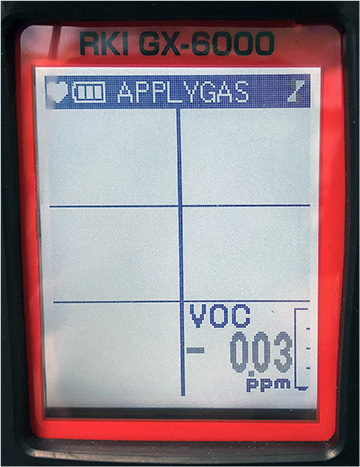 RKI GX-6000
APPLYGAS
VOC
- 0.03
ppm